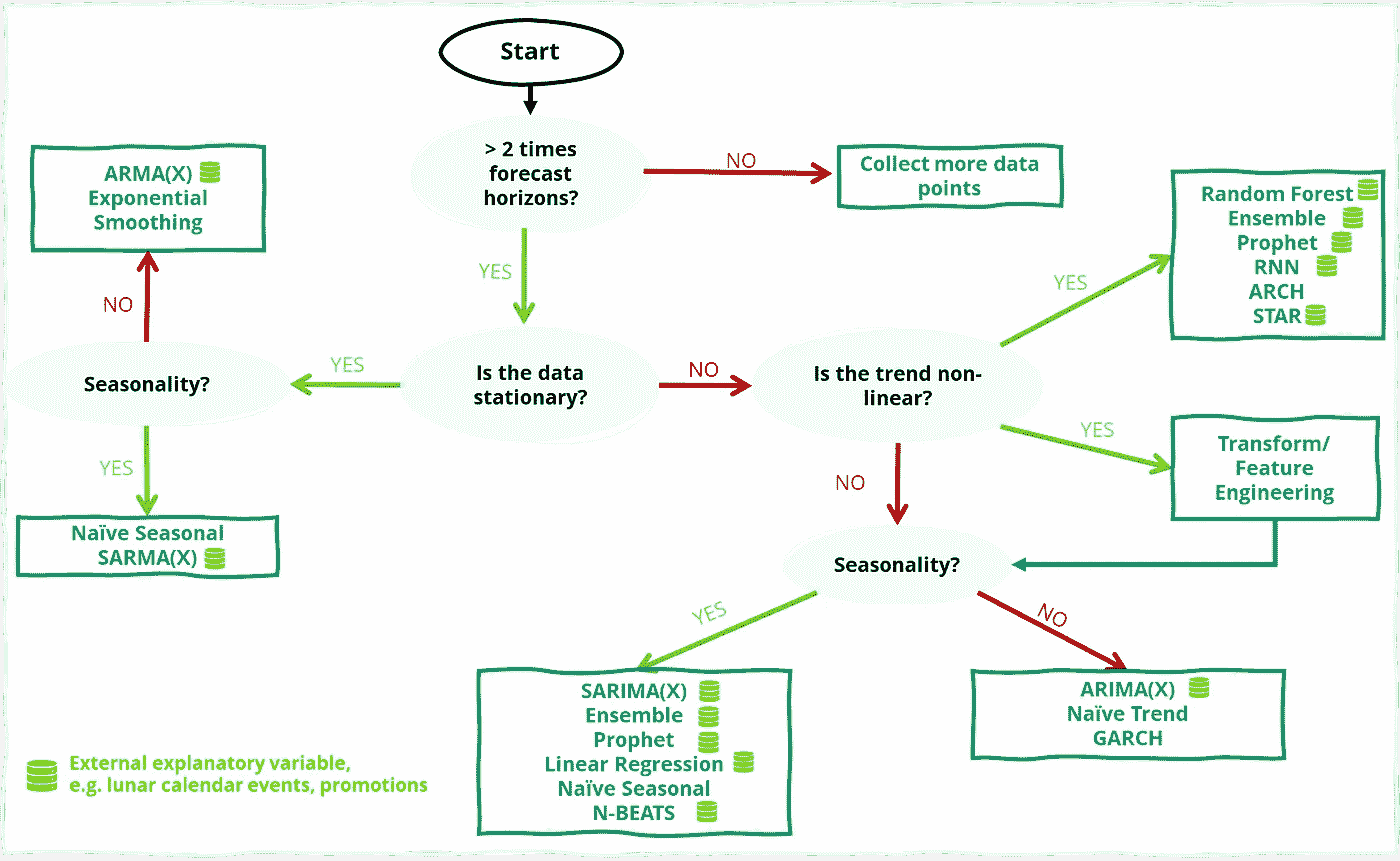 Start
> 2 times
forecast
horizons?
NO
Collect more data
points
YES
ARMA(X)
Exponential
Smoothing
NO
Seasonality?
YES
Is the data
stationary?
NO
Is the trend non-
linear?
YES
Random Forest
Ensemble
Prophet
RNN
ARCH
STAR
YES
Transform/
Feature
Engineering
YES
Naïve Seasonal
SARMA(X)
NO
Seasonality?
YES
SARIMA(X)
Ensemble
Prophet
Linear Regression
Naïve Seasonal
N-BEATS
NO
ARIMA(X)
Naïve Trend
GARCH
External explanatory variable,
e.g. lunar calendar events, promotions